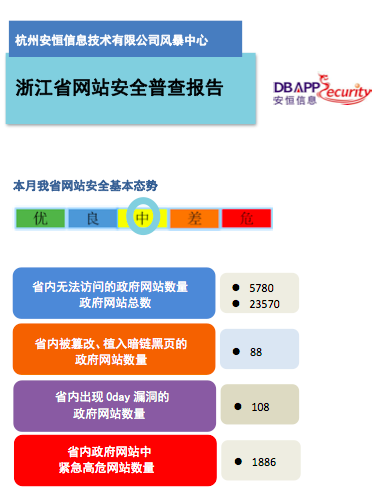 杭州安恒信息技术有限公司风暴中心
浙江省网站安全普查报告
DBAPP
Security
安恒信息
本月我省网站安全基本态势
优 良 中 差 危
省内无法访问的政府网站数量
政府网站总数
5780
23570
省内被篡改、植入暗链黑页的
政府网站数量
88
省内出现 0day 漏洞的
政府网站数量
108
省内政府网站中
紧急高危网站数量
1886